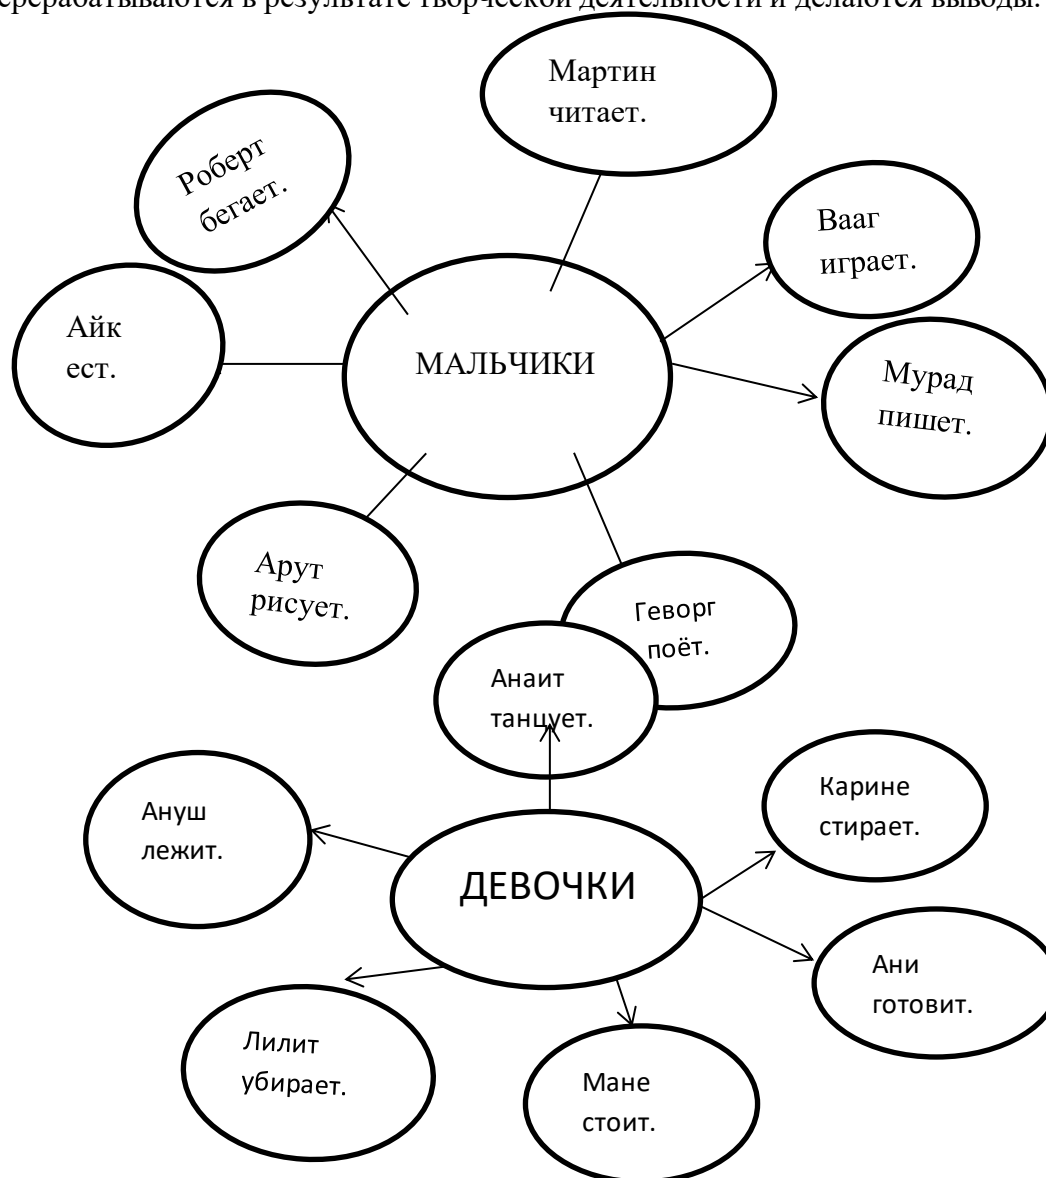 перерабатываются в результате творческой деятельности и делаются выводы.
Мартин
читает.
Роберт
бегает.
Вааг
играет.
Айк
ест.
МАЛЬЧИКИ
Мурад
пишет.
Арут
рисует.
Геворг
поёт.
Анаит
танцует.
Ануш
лежит.
Карине
стирает.
ДЕВОЧКИ
Ани
готовит.
Лилит
убирает.
Мане
стоит.